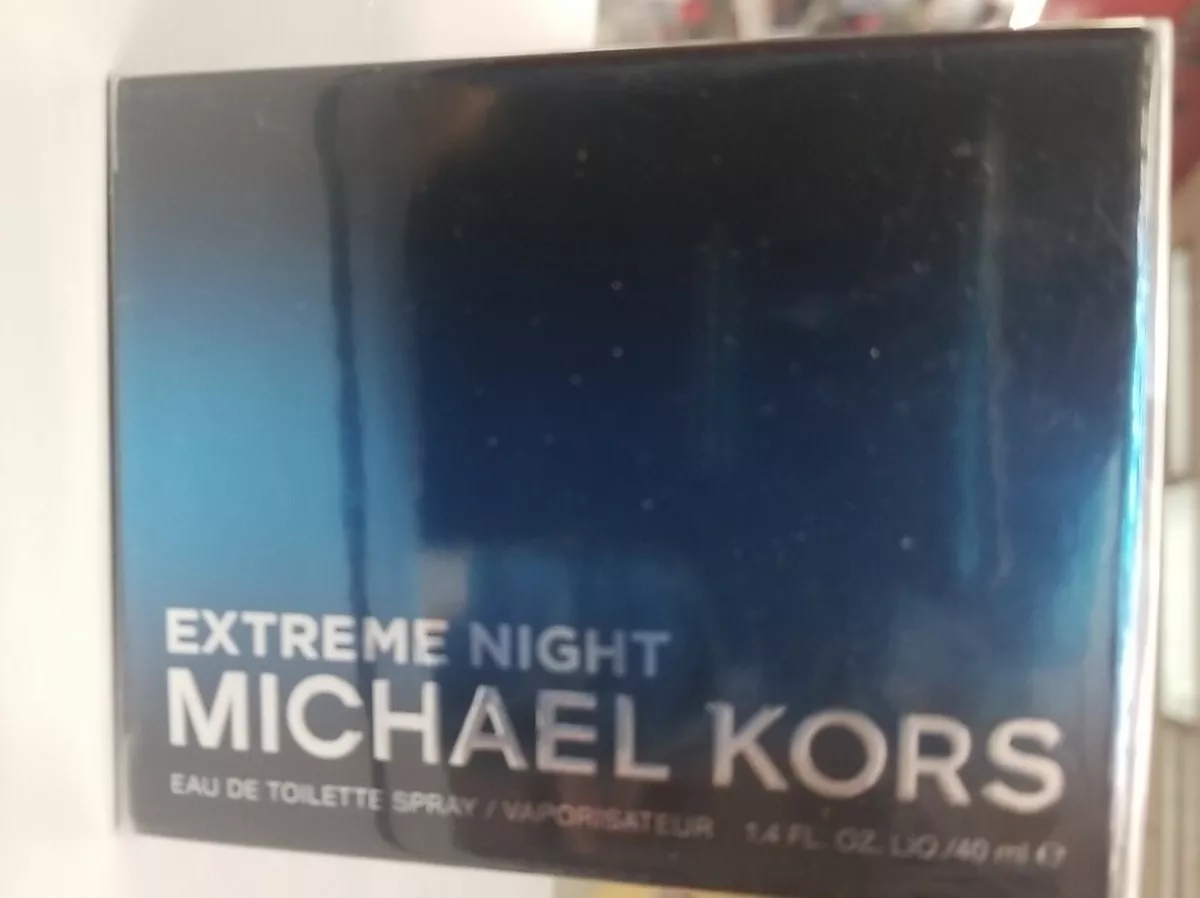 EXTREME NIGHT
MICHAEL KORS
EAU DE TOILETTE SPRAY / VAPORISATEUR 1.4 FL. OZ. LIQ./40 ml ℮